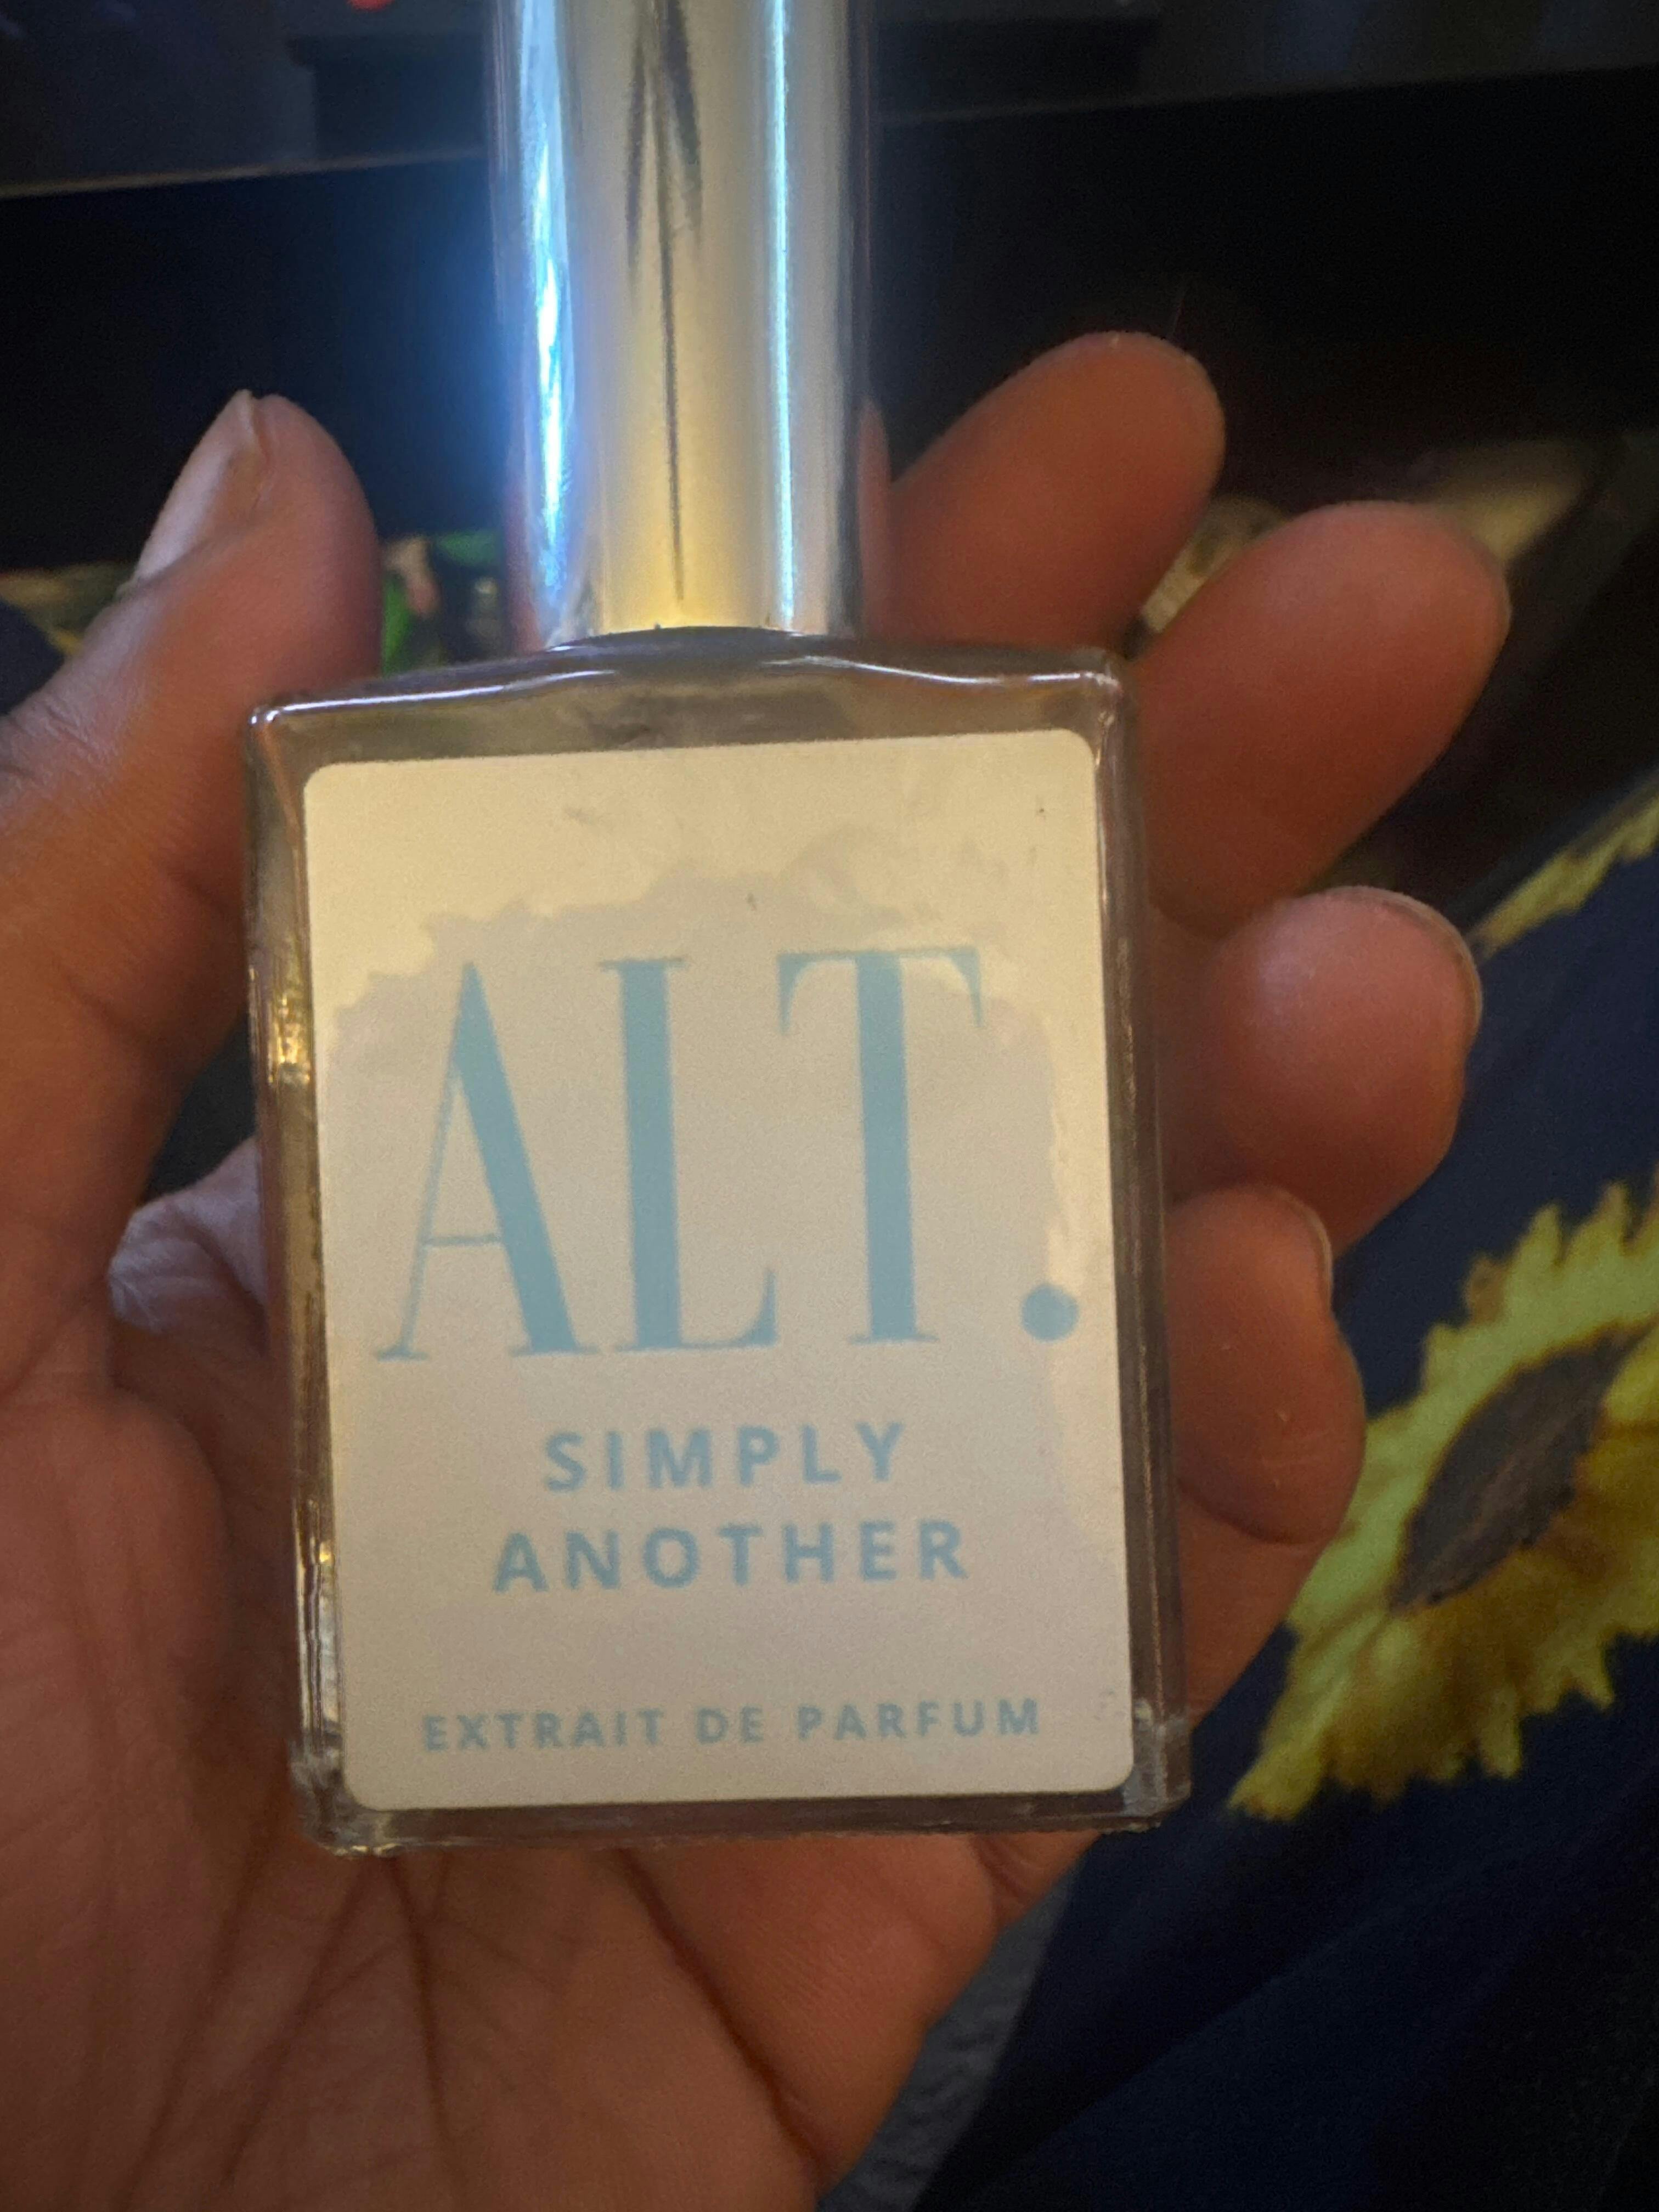 ALT.
SIMPLY
ANOTHER
EXTRAIT DE PARFUM